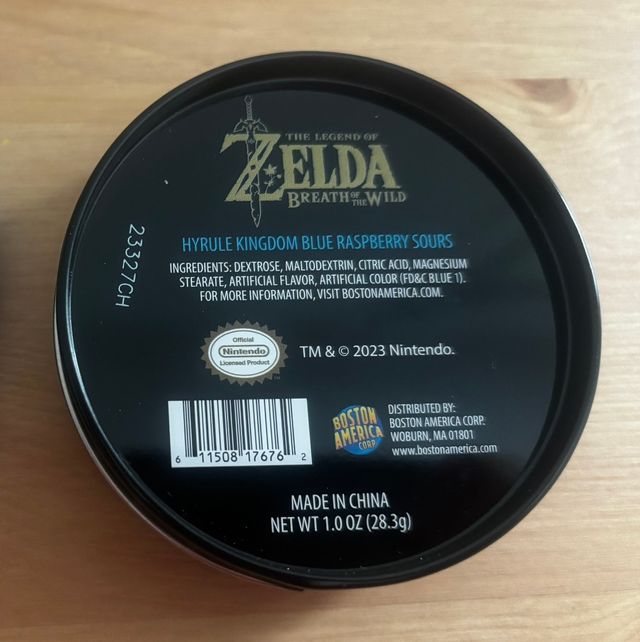 THE LEGEND OF
ZELDA
BREATH OF THE WILD
HYRULE KINGDOM BLUE RASPBERRY SOURS
INGREDIENTS: DEXTROSE, MALTODEXTRIN, CITRIC ACID, MAGNESIUM
STEARATE, ARTIFICIAL FLAVOR, ARTIFICIAL COLOR (FD&C BLUE 1).
FOR MORE INFORMATION, VISIT BOSTONAMERICA.COM.
23327CH
Official
Nintendo
Licensed Product
TM & © 2023 Nintendo.
6 11508 17676 2
BOSTON
AMERICA
CORP.
DISTRIBUTED BY:
BOSTON AMERICA CORP.
WOBURN, MA 01801
www.bostonamerica.com
MADE IN CHINA
NET WT 1.0 OZ (28.3g)